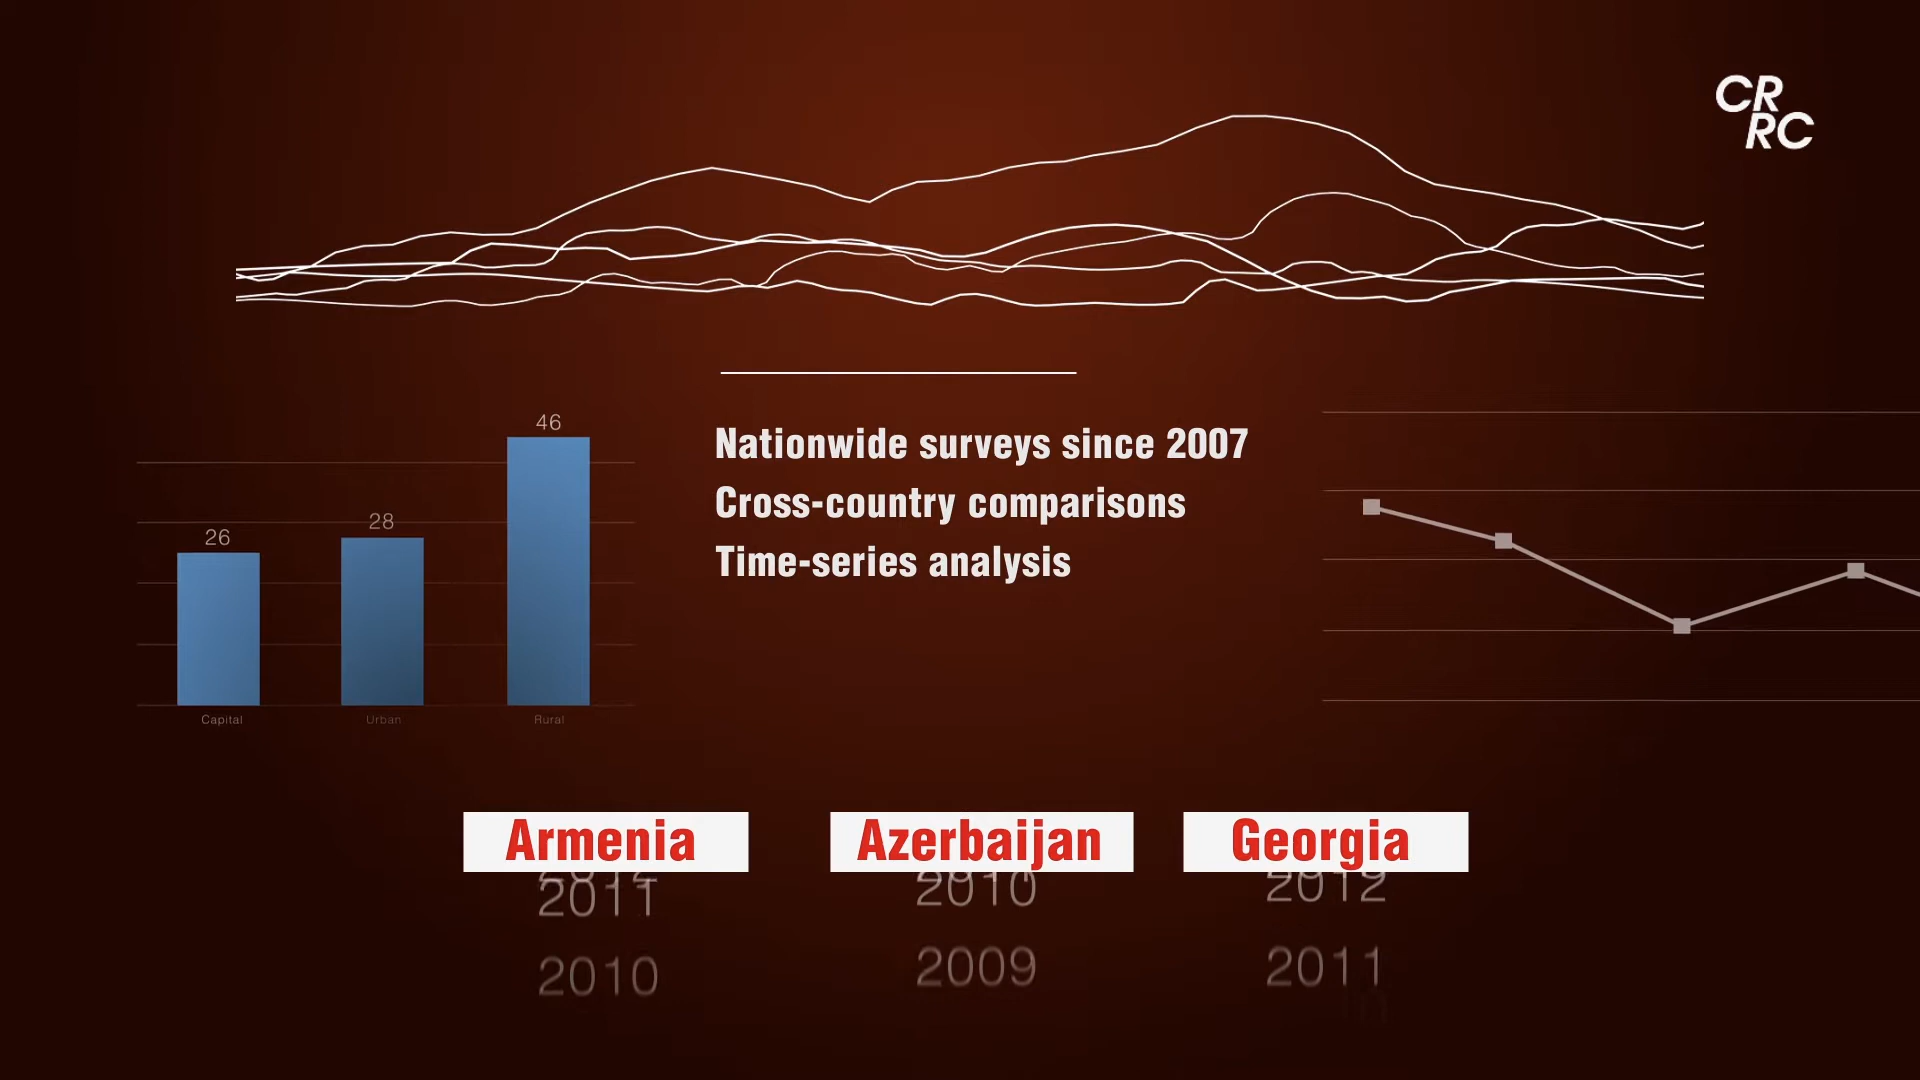 CR
RC
46
28
26
Capital
Urban
Rural
Nationwide surveys since 2007
Cross-country comparisons
Time-series analysis
Armenia
Azerbaijan
Georgia
2011
2010
2012
2010
2009
2011